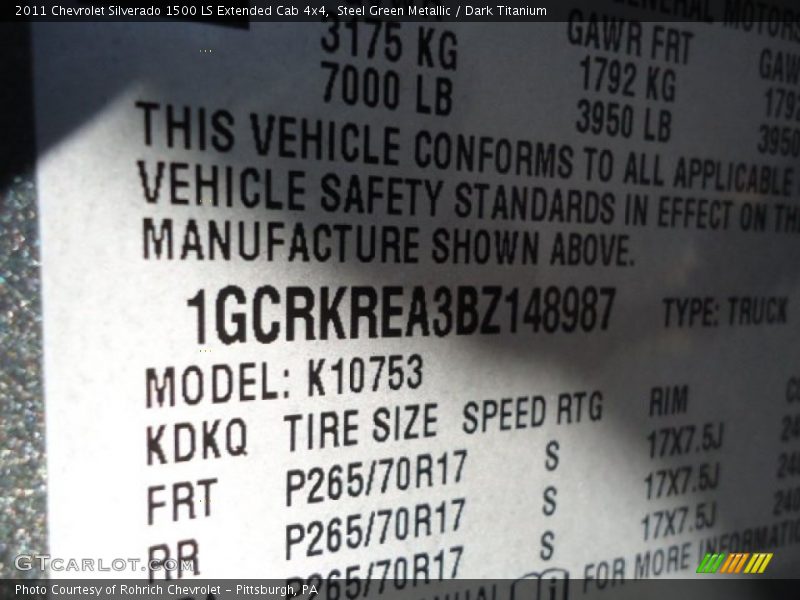 2011 Chevrolet Silverado 1500 LS Extended Cab 4x4, Steel Green Metallic / Dark Titanium
GENERAL MOTORS
3175 KG GAWR FRT
7000 LB 1792 KG
3950 LB 3950
THIS VEHICLE CONFORMS TO ALL APPLICABLE
VEHICLE SAFETY STANDARDS IN EFFECT ON
MANUFACTURE SHOWN ABOVE.
1GCRKREA3BZ148987 TYPE: TRUCK
MODEL: K10753
KDKQ TIRE SIZE SPEED RTG RIM
FRT P265/70R17 S 17X7.5J
RR P265/70R17 S 17X7.5J
P265/70R17 S 17X7.5J
FOR MORE
GTcarlot.com
Photo Courtesy of Rohrich Chevrolet - Pittsburgh, PA